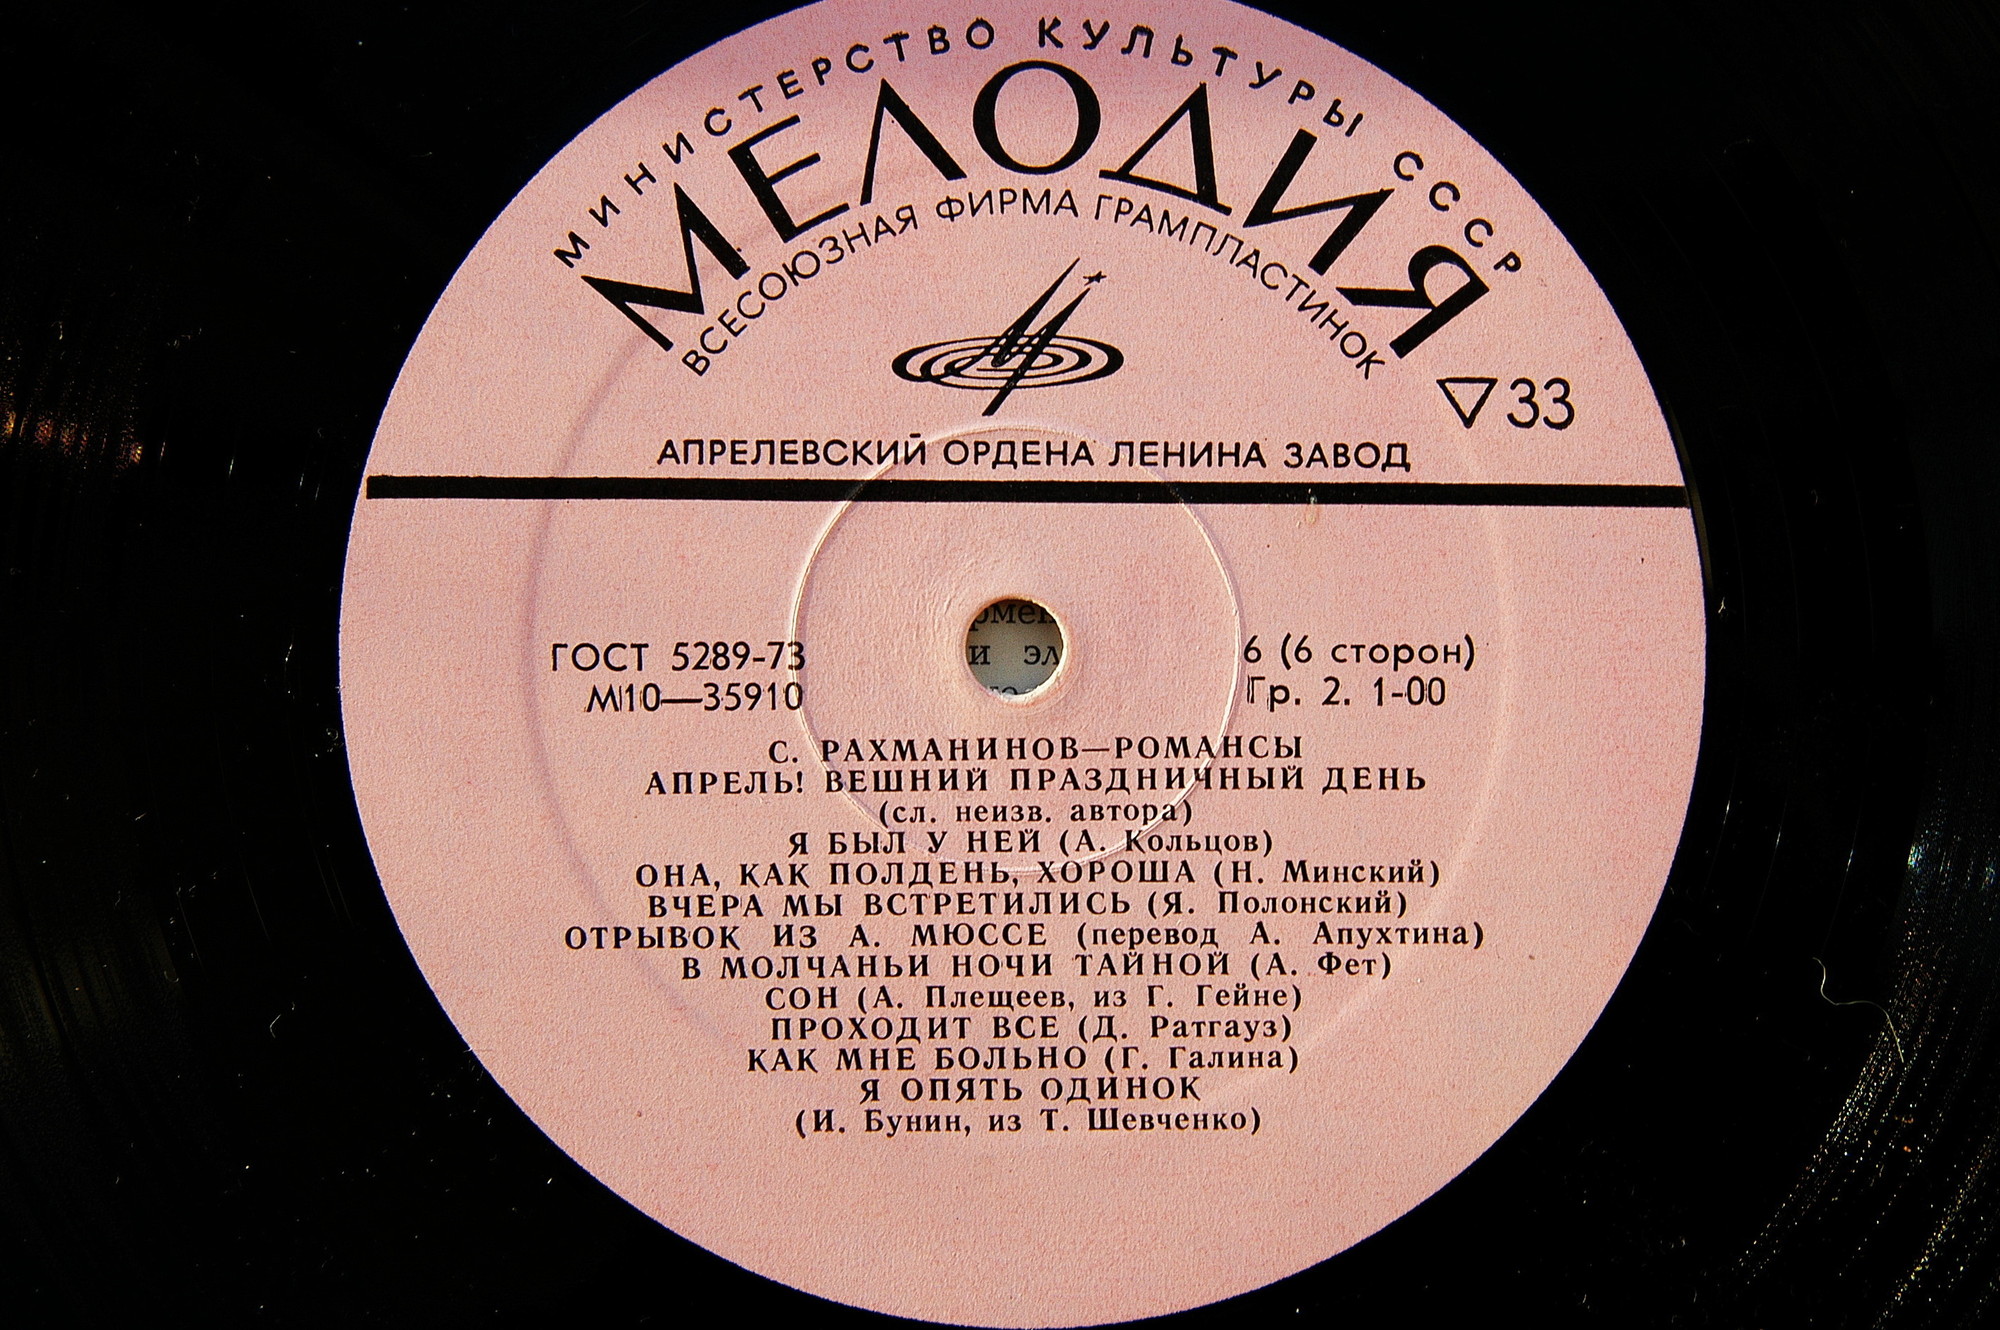 МИНИСТЕРСТВО КУЛЬТУРЫ СССР
МЕЛОДИЯ
ВСЕСОЮЗНАЯ ФИРМА ГРАМПЛАСТИНОК
33
АПРЕЛЕВСКИЙ ОРДЕНА ЛЕНИНА ЗАВОД
ГОСТ 5289-73
М10—35910
6 (6 сторон)
Гр. 2. 1-00
и эл
С. РАХМАНИНОВ—РОМАНСЫ
АПРЕЛЬ! ВЕШНИЙ ПРАЗДНИЧНЫЙ ДЕНЬ
(сл. неизв. автора)
Я БЫЛ У НЕЙ (А. Кольцов)
ОНА, КАК ПОЛДЕНЬ, ХОРОША (Н. Минский)
ВЧЕРА МЫ ВСТРЕТИЛИСЬ (Я. Полонский)
ОТРЫВОК ИЗ А. МЮССЕ (перевод А. Апухтина)
В МОЛЧАНЬИ НОЧИ ТАЙНОЙ (А. Фет)
СОН (А. Плещеев, из Г. Гейне)
ПРОХОДИТ ВСЕ (Д. Ратгауз)
КАК МНЕ БОЛЬНО (Г. Галина)
Я ОПЯТЬ ОДИНОК
(И. Бунин, из Т. Шевченко)